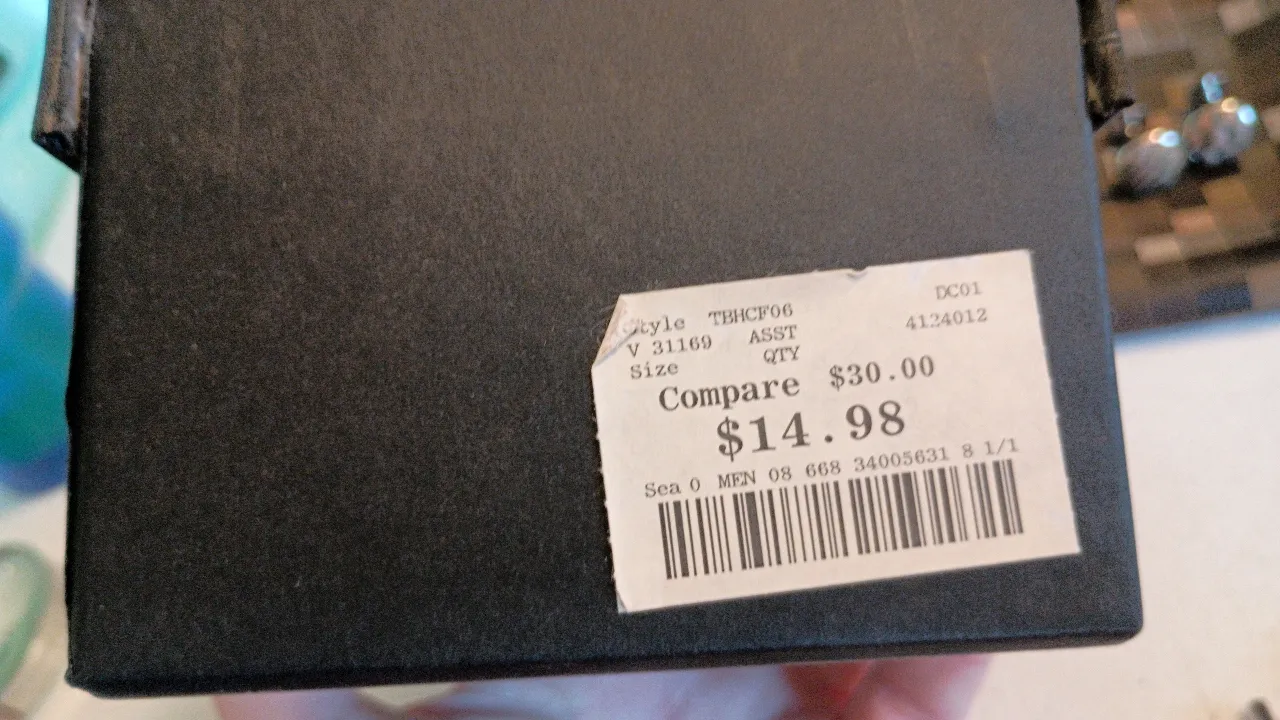 Style TBHCF06 DC01
V 31169 ASST 4124012
Size QTY
Compare $30.00
$14.98
Sea 0 MEN 08 668 34005631 8 1/1